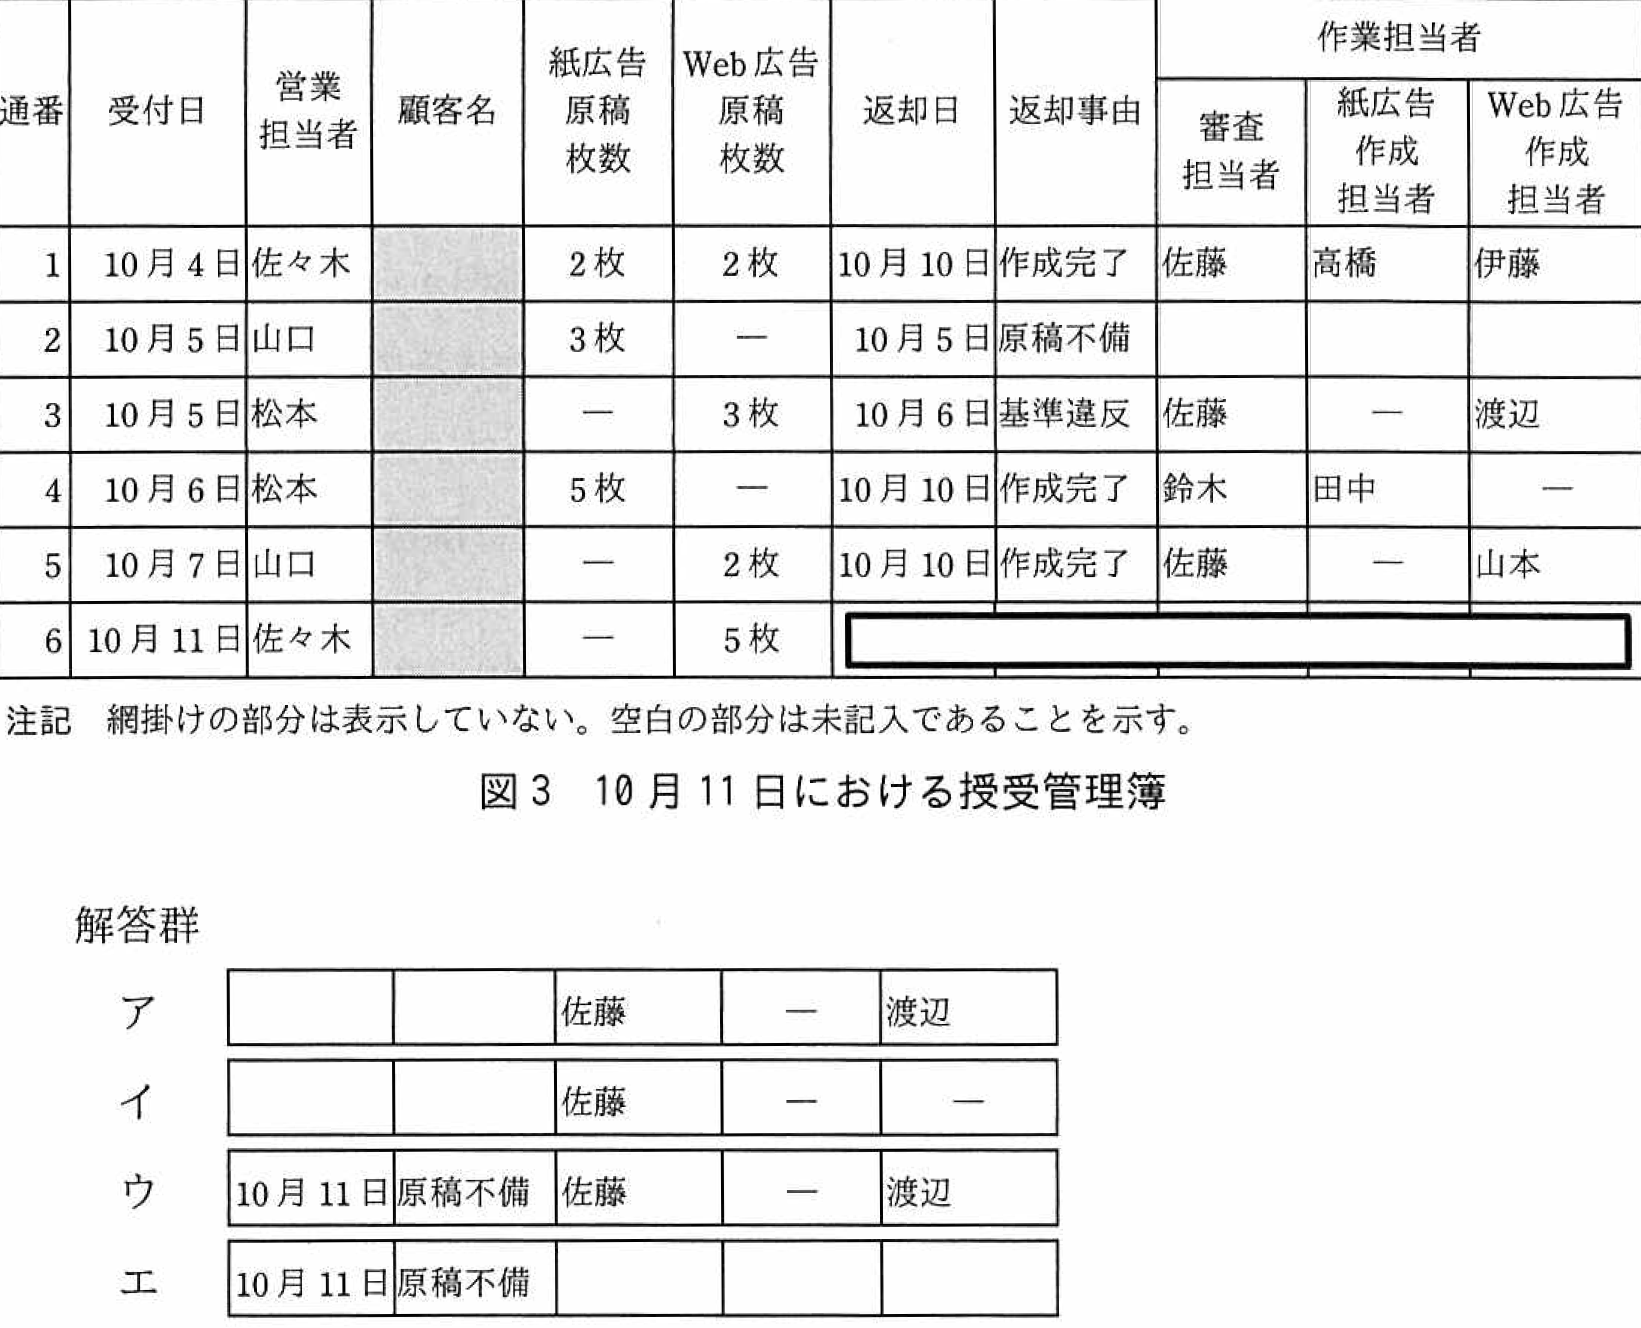 通番 受付日 営業担当者 顧客名 紙広告原稿枚数 Web広告原稿枚数 返却日 返却事由 作業担当者
審査担当者 紙広告作成担当者 Web広告作成担当者
1 10月4日 佐々木 2枚 2枚 10月10日 作成完了 佐藤 高橋 伊藤
2 10月5日 山口 3枚 — 10月5日 原稿不備
3 10月5日 松本 — 3枚 10月6日 基準違反 佐藤 — 渡辺
4 10月6日 松本 5枚 — 10月10日 作成完了 鈴木 田中 —
5 10月7日 山口 — 2枚 10月10日 作成完了 佐藤 — 山本
6 10月11日 佐々木 — 5枚
注記 網掛けの部分は表示していない。空白の部分は未記入であることを示す。
図3 10月11日における授受管理簿
解答群
ア 佐藤 — 渡辺
イ 佐藤 — —
ウ 10月11日 原稿不備 佐藤 — 渡辺
エ 10月11日 原稿不備